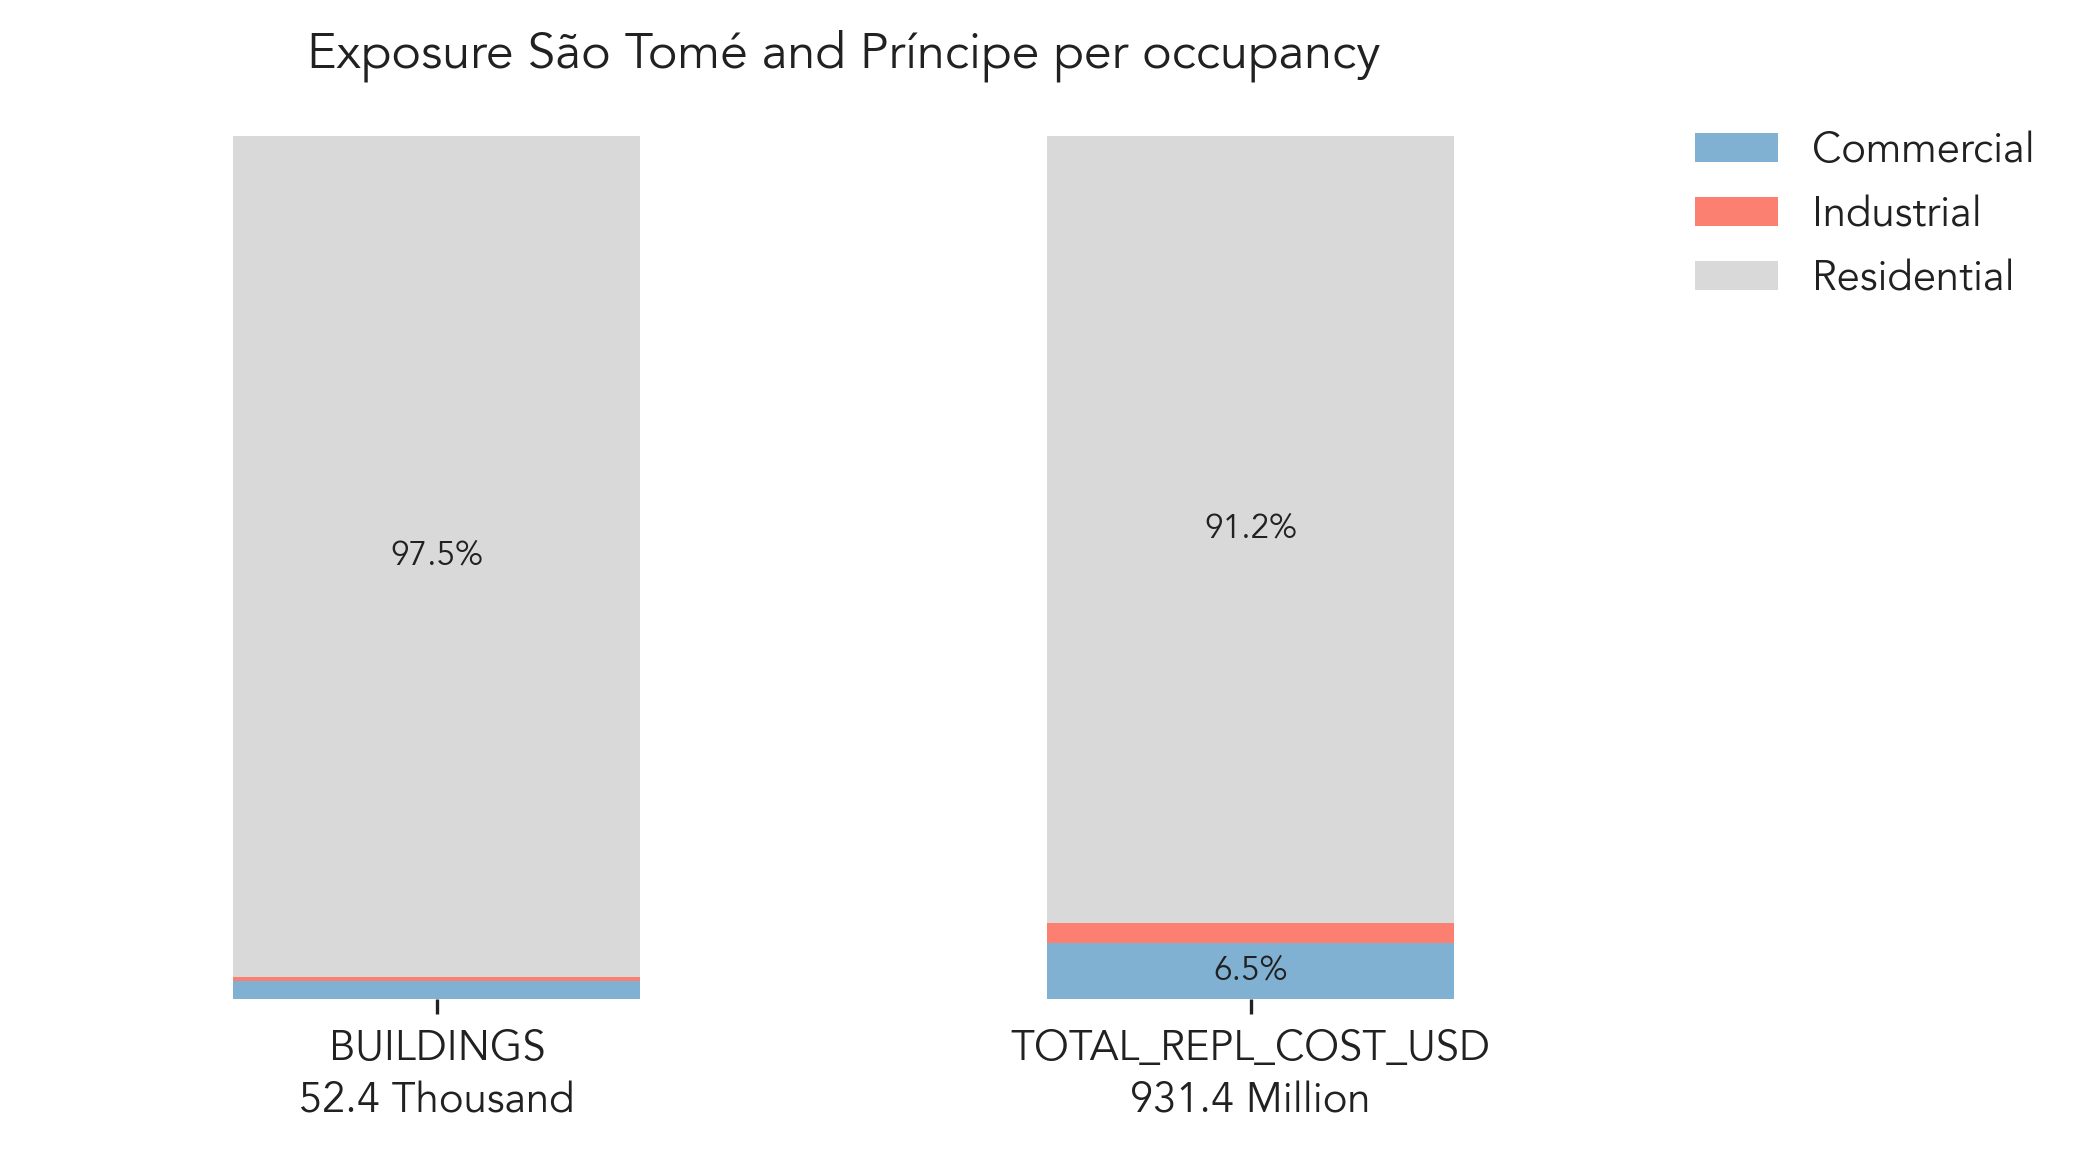 Exposure São Tomé and Príncipe per occupancy
Commercial
Industrial
Residential
97.5%
91.2%
6.5%
BUILDINGS
52.4 Thousand
TOTAL_REPL_COST_USD
931.4 Million